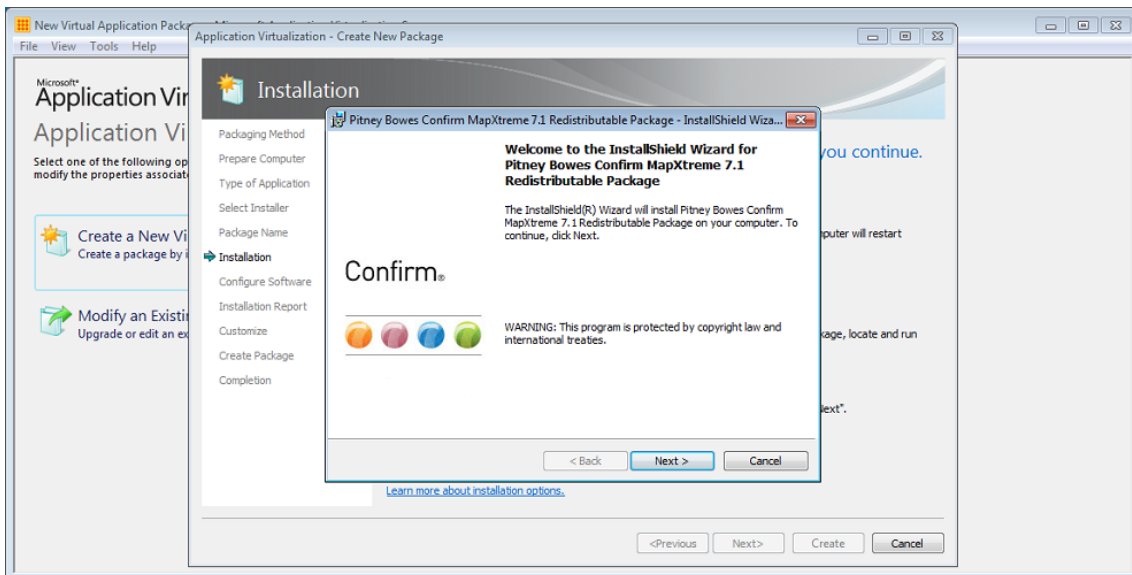 New Virtual Application Packa
File View Tools Help
Microsoft®
Application Vir
Application Vi
Select one of the following op
modify the properties associat
Create a New Vi
Create a package by i
Modify an Existi
Upgrade or edit an ex
Application Virtualization - Create New Package
Installation
Packaging Method
Prepare Computer
Type of Application
Select Installer
Package Name
Installation
Configure Software
Installation Report
Customize
Create Package
Completion
you continue.
puter will restart
kage, locate and run
Next".
Learn more about installation options.
<Previous
Next>
Create
Cancel
Pitney Bowes Confirm MapXtreme 7.1 Redistributable Package - InstallShield Wiza...
Welcome to the InstallShield Wizard for
Pitney Bowes Confirm MapXtreme 7.1
Redistributable Package
The InstallShield(R) Wizard will install Pitney Bowes Confirm
MapXtreme 7.1 Redistributable Package on your computer. To
continue, click Next.
Confirm®
WARNING: This program is protected by copyright law and
international treaties.
< Back
Next >
Cancel